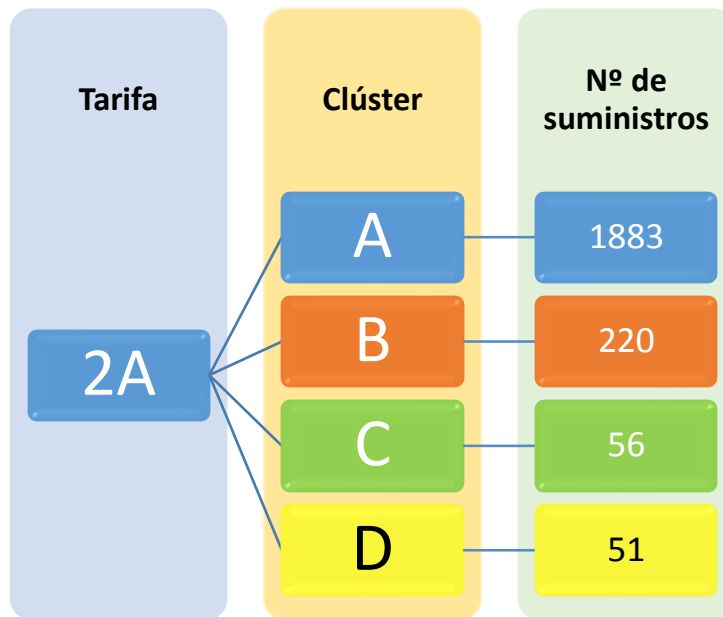 Tarifa
Clúster
Nº de
suministros
2A
A
1883
B
220
C
56
D
51